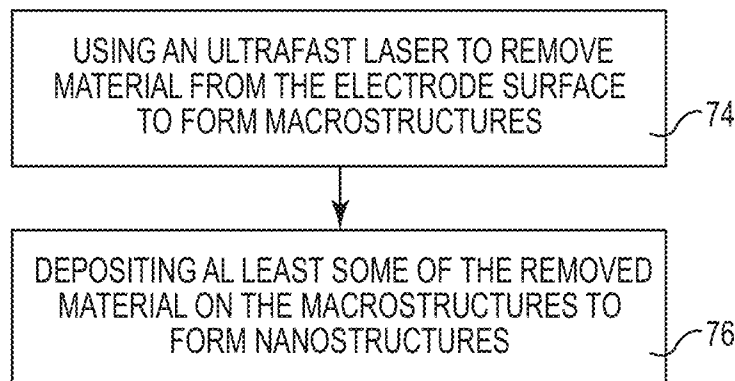 USING AN ULTRAFAST LASER TO REMOVE
MATERIAL FROM THE ELECTRODE SURFACE
TO FORM MACROSTRUCTURES
74
DEPOSITING AL LEAST SOME OF THE REMOVED
MATERIAL ON THE MACROSTRUCTURES TO
FORM NANOSTRUCTURES
76